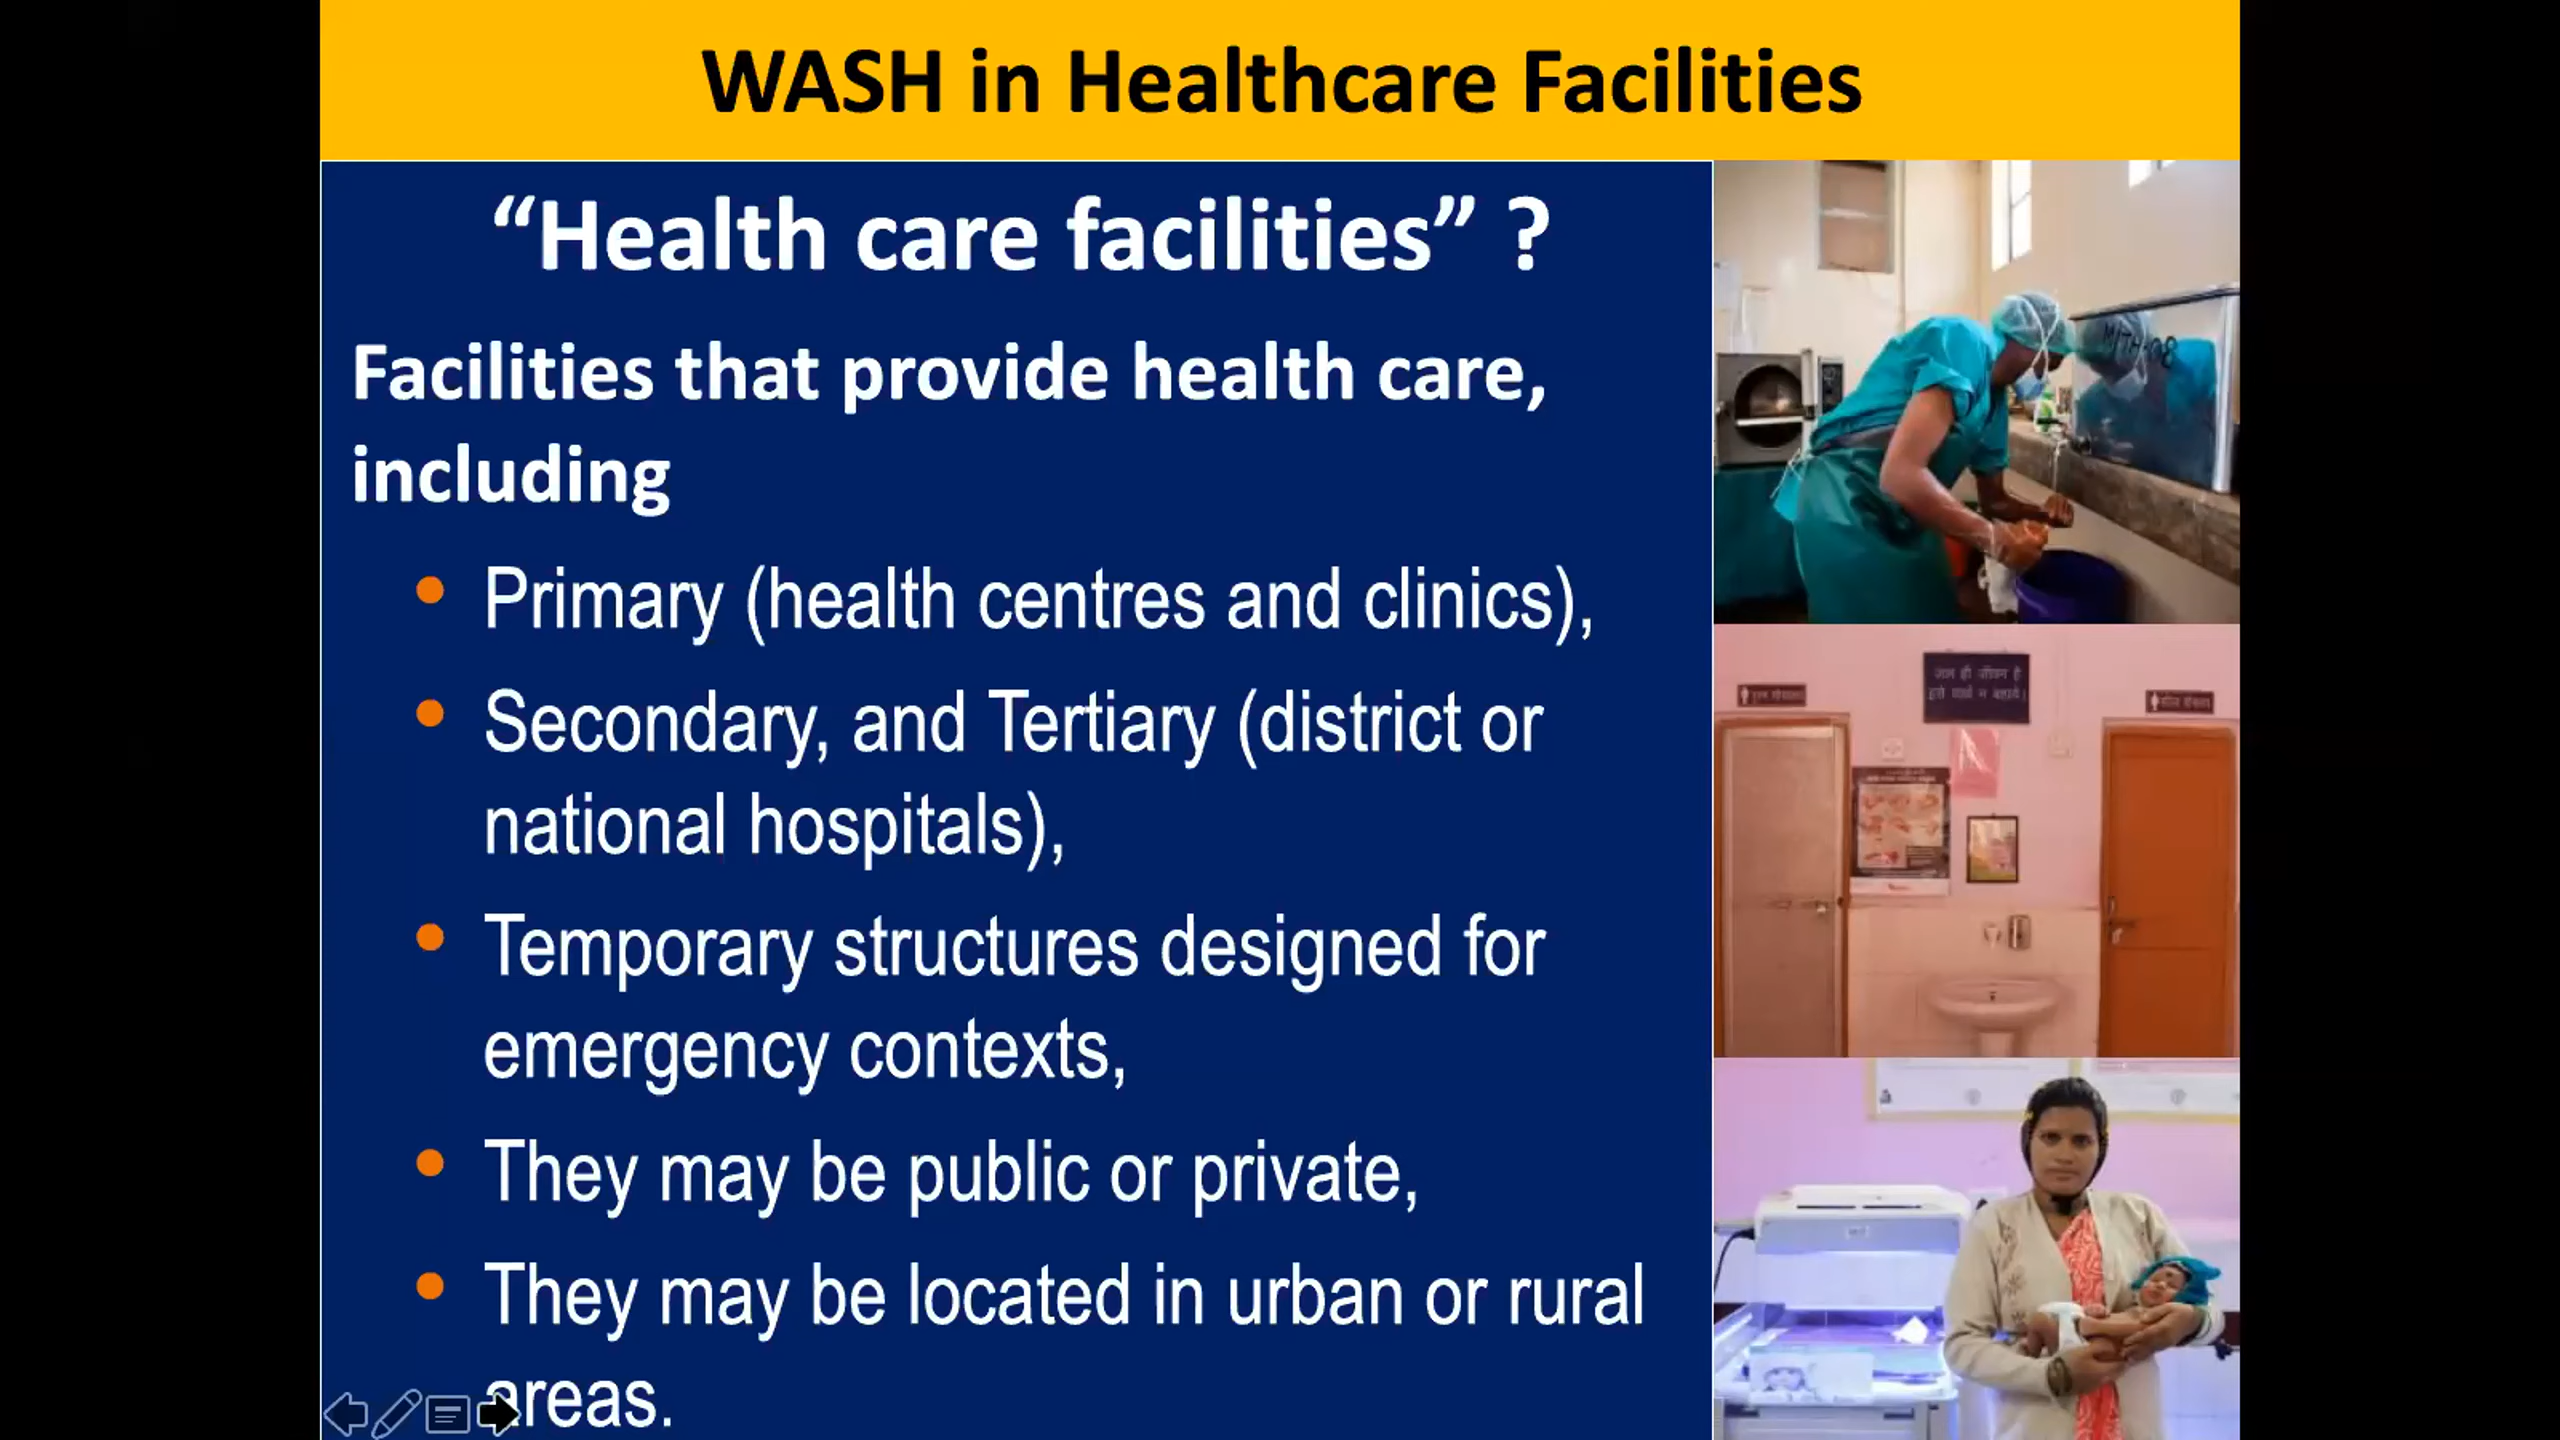 WASH in Healthcare Facilities
“Health care facilities” ?
Facilities that provide health care,
including
• Primary (health centres and clinics),
• Secondary, and Tertiary (district or
national hospitals),
• Temporary structures designed for
emergency contexts,
• They may be public or private,
• They may be located in urban or rural
areas.
जल ही जीवन है